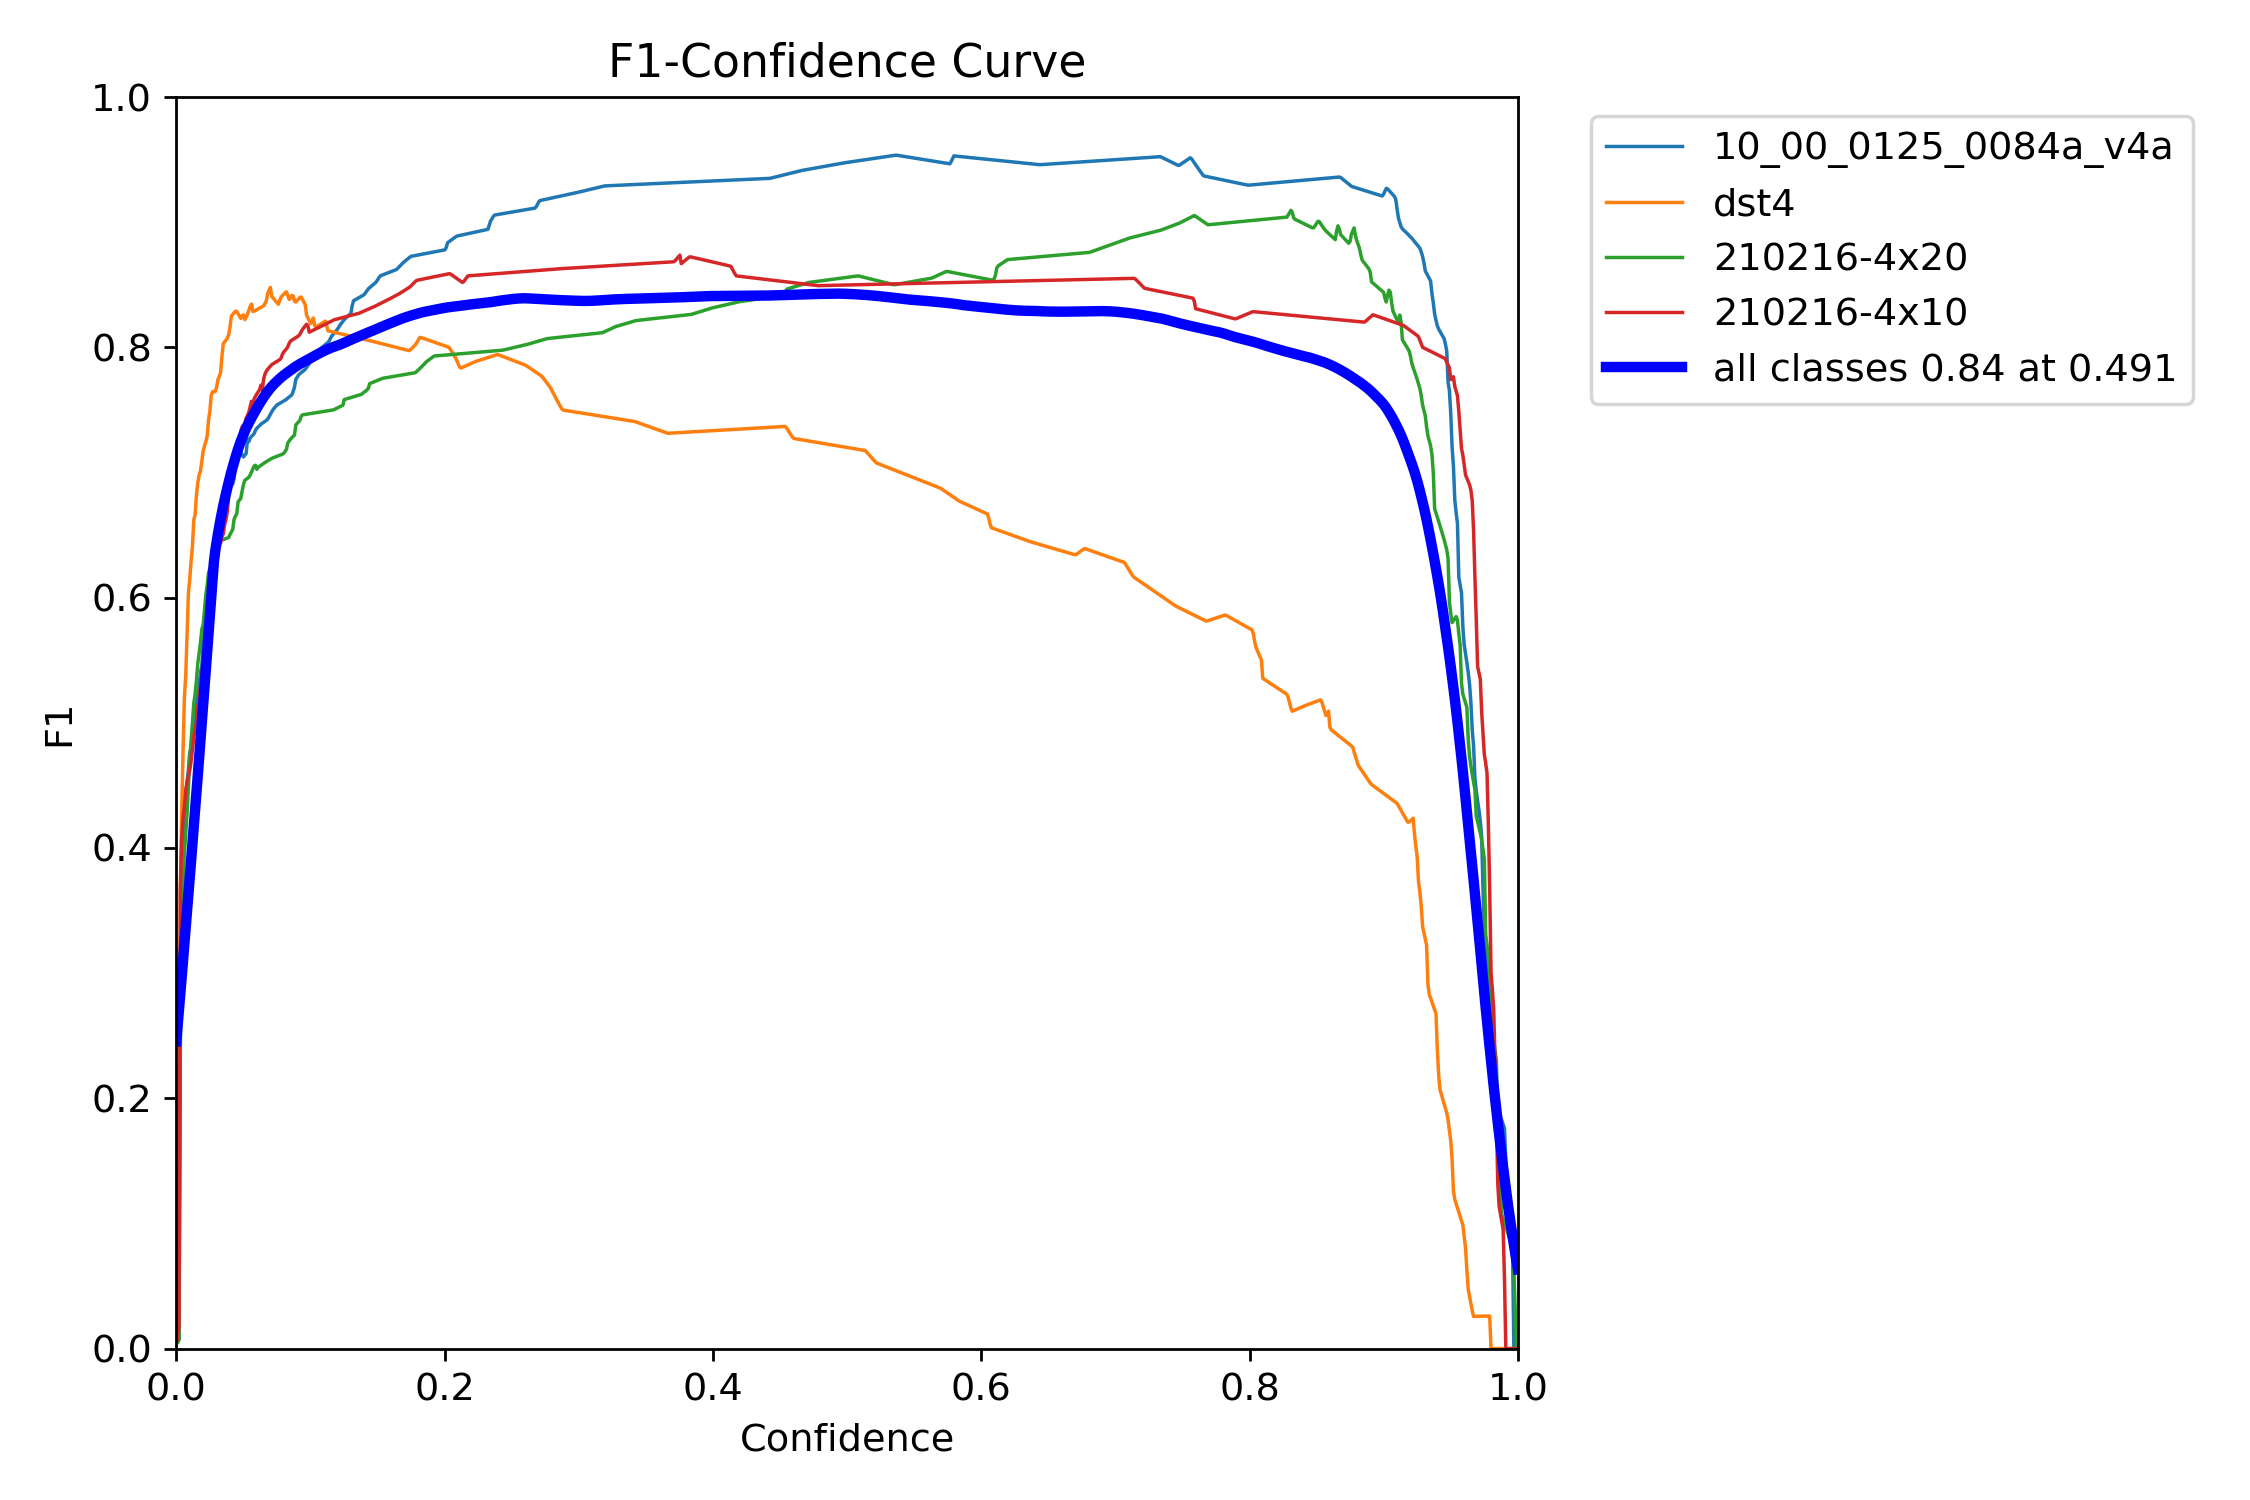 F1-Confidence Curve
1.0
0.8
0.6
0.4
0.2
0.0
F1
0.0 0.2 0.4 0.6 0.8 1.0
Confidence
10_00_0125_0084a_v4a
dst4
210216-4x20
210216-4x10
all classes 0.84 at 0.491